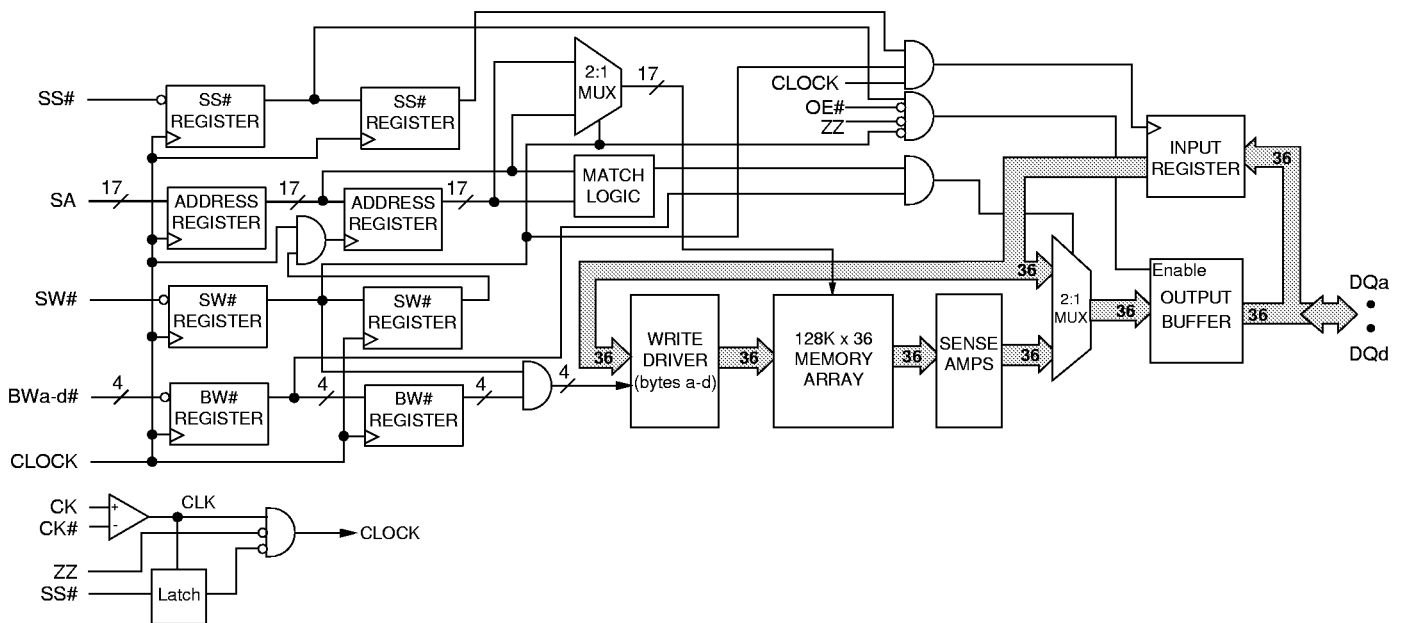 SS#
SS#
REGISTER
SS#
REGISTER
2:1
MUX
17
CLOCK
OE#
ZZ
INPUT
REGISTER
36
SA
17
ADDRESS
REGISTER
17
ADDRESS
REGISTER
17
MATCH
LOGIC
SW#
SW#
REGISTER
SW#
REGISTER
36
36
WRITE
DRIVER
(bytes a-d)
36
128K x 36
MEMORY
ARRAY
36
SENSE
AMPS
36
2:1
MUX
36
Enable
OUTPUT
BUFFER
36
DQa
DQd
BWa-d#
4
BW#
REGISTER
4
BW#
REGISTER
4
4
CLOCK
CK
CK#
+
-
CLK
CLOCK
ZZ
SS#
Latch